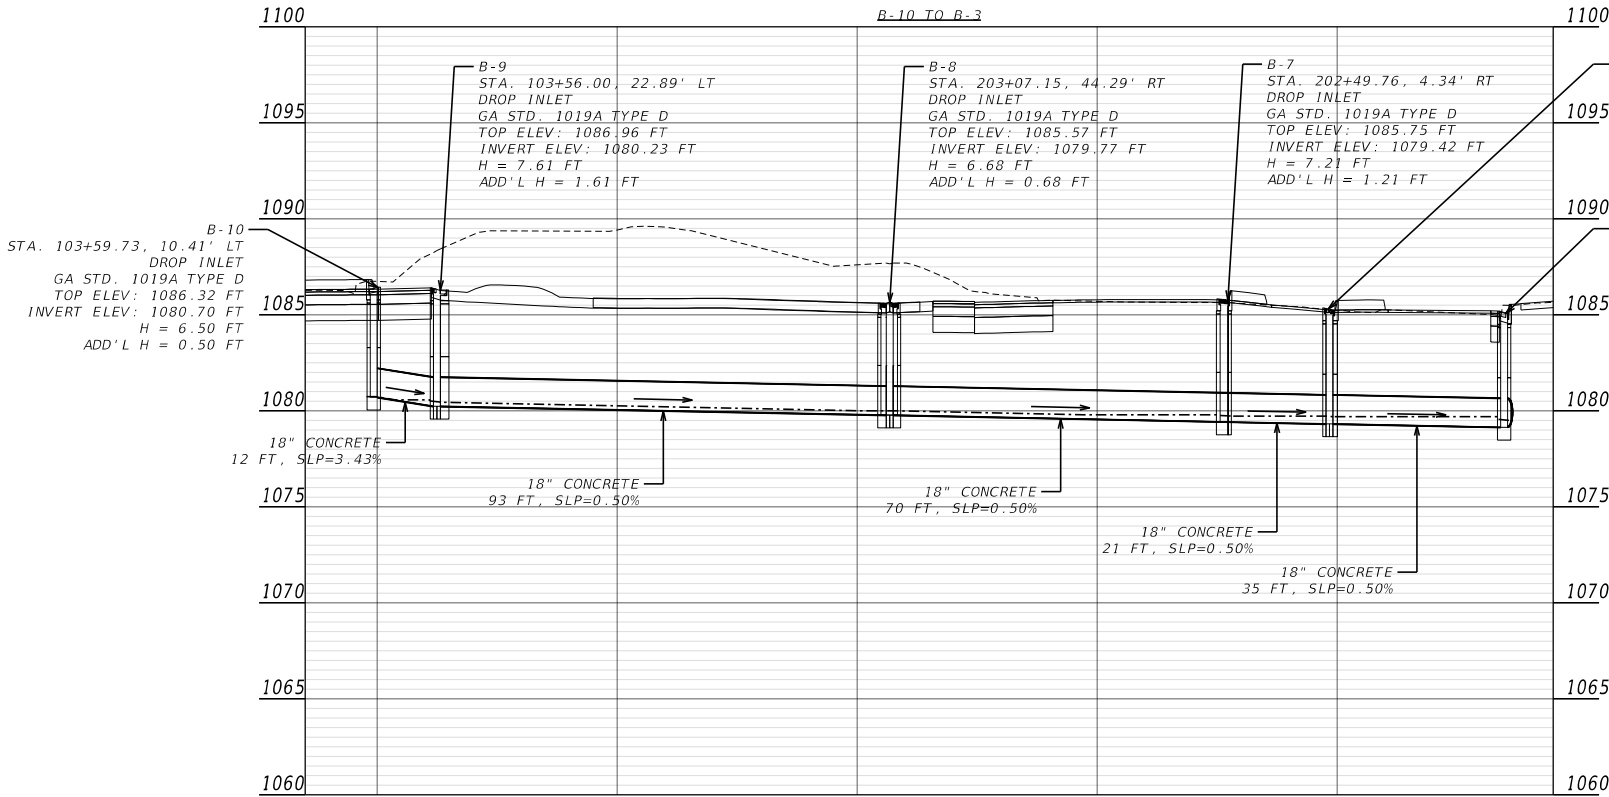 B-10 TO B-3
1100
1095
1090
1085
1080
1075
1070
1065
1060
B-10
STA. 103+59.73, 10.41' LT
DROP INLET
GA STD. 1019A TYPE D
TOP ELEV: 1086.32 FT
INVERT ELEV: 1080.70 FT
H = 6.50 FT
ADD'L H = 0.50 FT
B-9
STA. 103+56.00, 22.89' LT
DROP INLET
GA STD. 1019A TYPE D
TOP ELEV: 1086.96 FT
INVERT ELEV: 1080.23 FT
H = 7.61 FT
ADD'L H = 1.61 FT
B-8
STA. 203+07.15, 44.29' RT
DROP INLET
GA STD. 1019A TYPE D
TOP ELEV: 1085.57 FT
INVERT ELEV: 1079.77 FT
H = 6.68 FT
ADD'L H = 0.68 FT
B-7
STA. 202+49.76, 4.34' RT
DROP INLET
GA STD. 1019A TYPE D
TOP ELEV: 1085.75 FT
INVERT ELEV: 1079.42 FT
H = 7.21 FT
ADD'L H = 1.21 FT
18" CONCRETE
12 FT, SLP=3.43%
18" CONCRETE
93 FT, SLP=0.50%
18" CONCRETE
70 FT, SLP=0.50%
18" CONCRETE
21 FT, SLP=0.50%
18" CONCRETE
35 FT, SLP=0.50%
1100
1095
1090
1085
1080
1075
1070
1065
1060